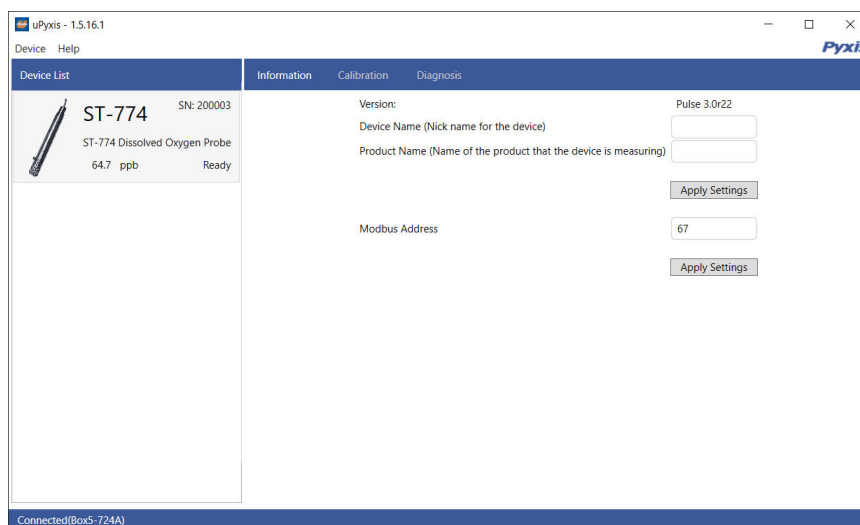 uPyxis - 1.5.16.1
Device Help
Pyxis
Device List
Information Calibration Diagnosis
ST-774 SN: 200003
ST-774 Dissolved Oxygen Probe
64.7 ppb Ready
Version: Pulse 3.0r22
Device Name (Nick name for the device)
Product Name (Name of the product that the device is measuring)
Apply Settings
Modbus Address 67
Apply Settings
Connected(Box5-724A)